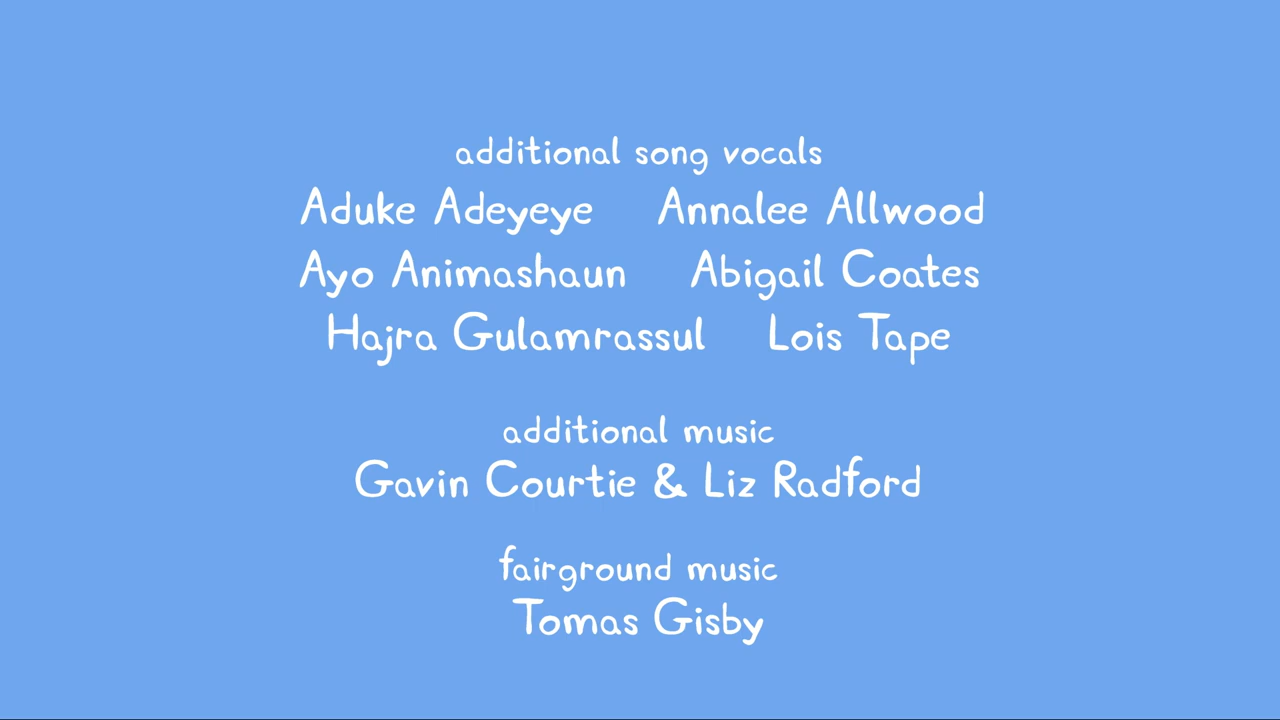 additional song vocals
Aduke Adeyeye Annalee Allwood
Ayo Animashaun Abigail Coates
Hajra Gulamrassul Lois Tape
additional music
Gavin Courtie & Liz Radford
fairground music
Tomas Gisby